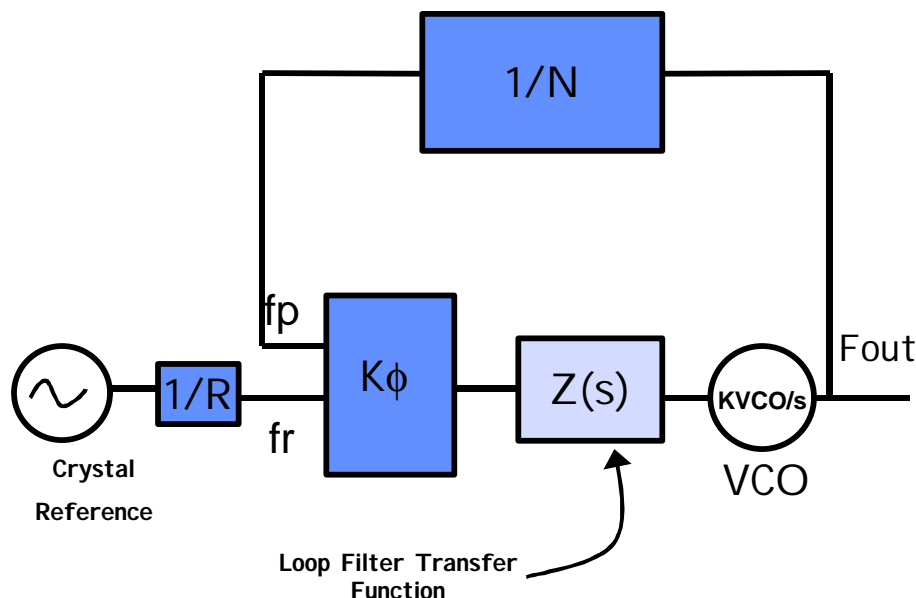 1/N
fp
Fout
Kϕ
Z(s)
KVCO/s
1/R
fr
VCO
Crystal
Reference
Loop Filter Transfer
Function